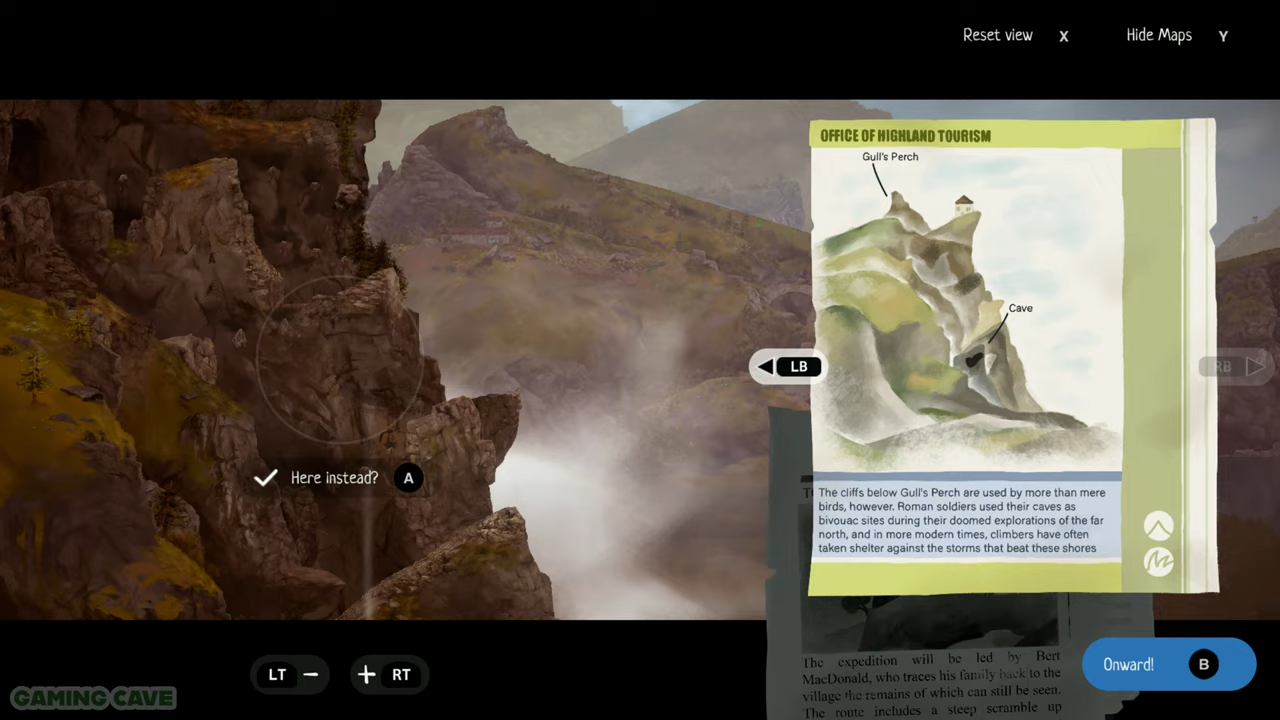 Reset view X Hide Maps Y
OFFICE OF HIGHLAND TOURISM
Gull's Perch
Cave
LB
RB
Here instead? A
The cliffs below Gull's Perch are used by more than mere
birds, however. Roman soldiers used their caves as
bivouac sites during their doomed explorations of the far
north, and in more modern times, climbers have often
taken shelter against the storms that beat these shores
LT
RT
The expedition will be led by Bert
MacDonald, who traces his family back to the
village the remains of which can still be seen.
The route includes a steep scramble up
Onward! B
GAMING CAVE